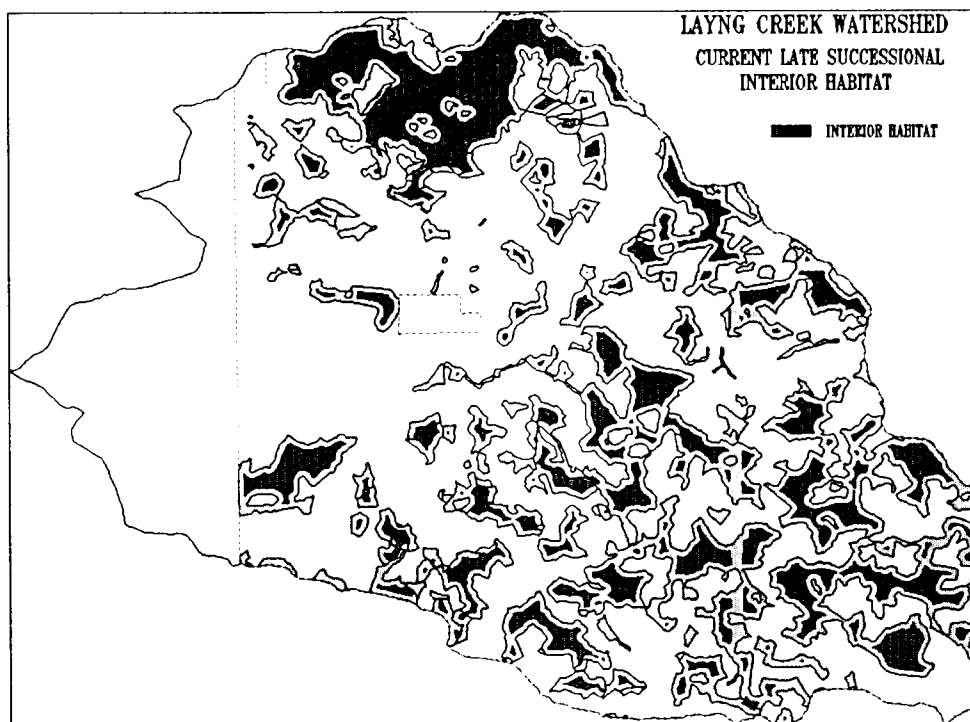 LAYNG CREEK WATERSHED
CURRENT LATE SUCCESSIONAL
INTERIOR HABITAT
INTERIOR HABITAT